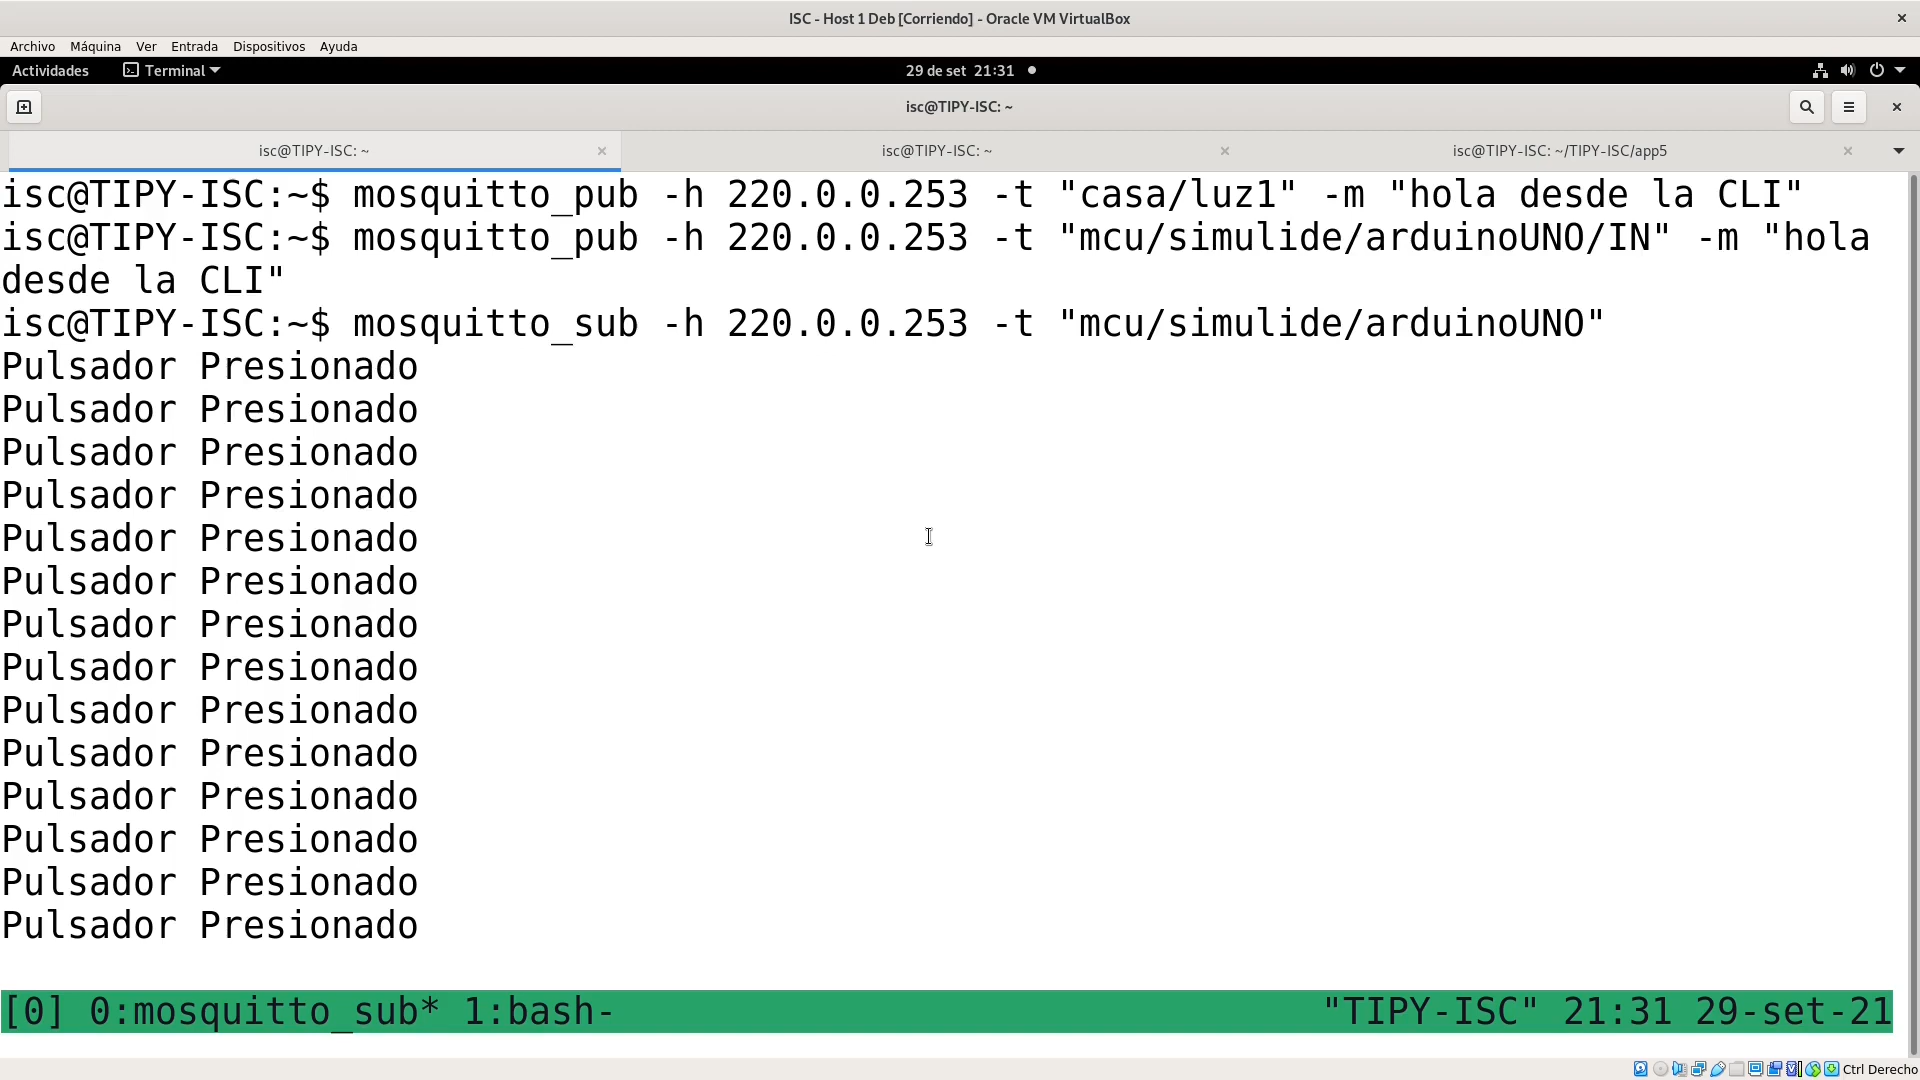 ISC - Host 1 Deb [Corriendo] - Oracle VM VirtualBox
Archivo Máquina Ver Entrada Dispositivos Ayuda
Actividades Terminal 29 de set 21:31
isc@TIPY-ISC: ~
isc@TIPY-ISC: ~ isc@TIPY-ISC: ~ isc@TIPY-ISC: ~/TIPY-ISC/app5
isc@TIPY-ISC:~$ mosquitto_pub -h 220.0.0.253 -t "casa/luz1" -m "hola desde la CLI"
isc@TIPY-ISC:~$ mosquitto_pub -h 220.0.0.253 -t "mcu/simulide/arduinoUNO/IN" -m "hola
desde la CLI"
isc@TIPY-ISC:~$ mosquitto_sub -h 220.0.0.253 -t "mcu/simulide/arduinoUNO"
Pulsador Presionado
Pulsador Presionado
Pulsador Presionado
Pulsador Presionado
Pulsador Presionado
Pulsador Presionado
Pulsador Presionado
Pulsador Presionado
Pulsador Presionado
Pulsador Presionado
Pulsador Presionado
Pulsador Presionado
Pulsador Presionado
Pulsador Presionado
[0] 0:mosquitto_sub* 1:bash- "TIPY-ISC" 21:31 29-set-21
Ctrl Derecho